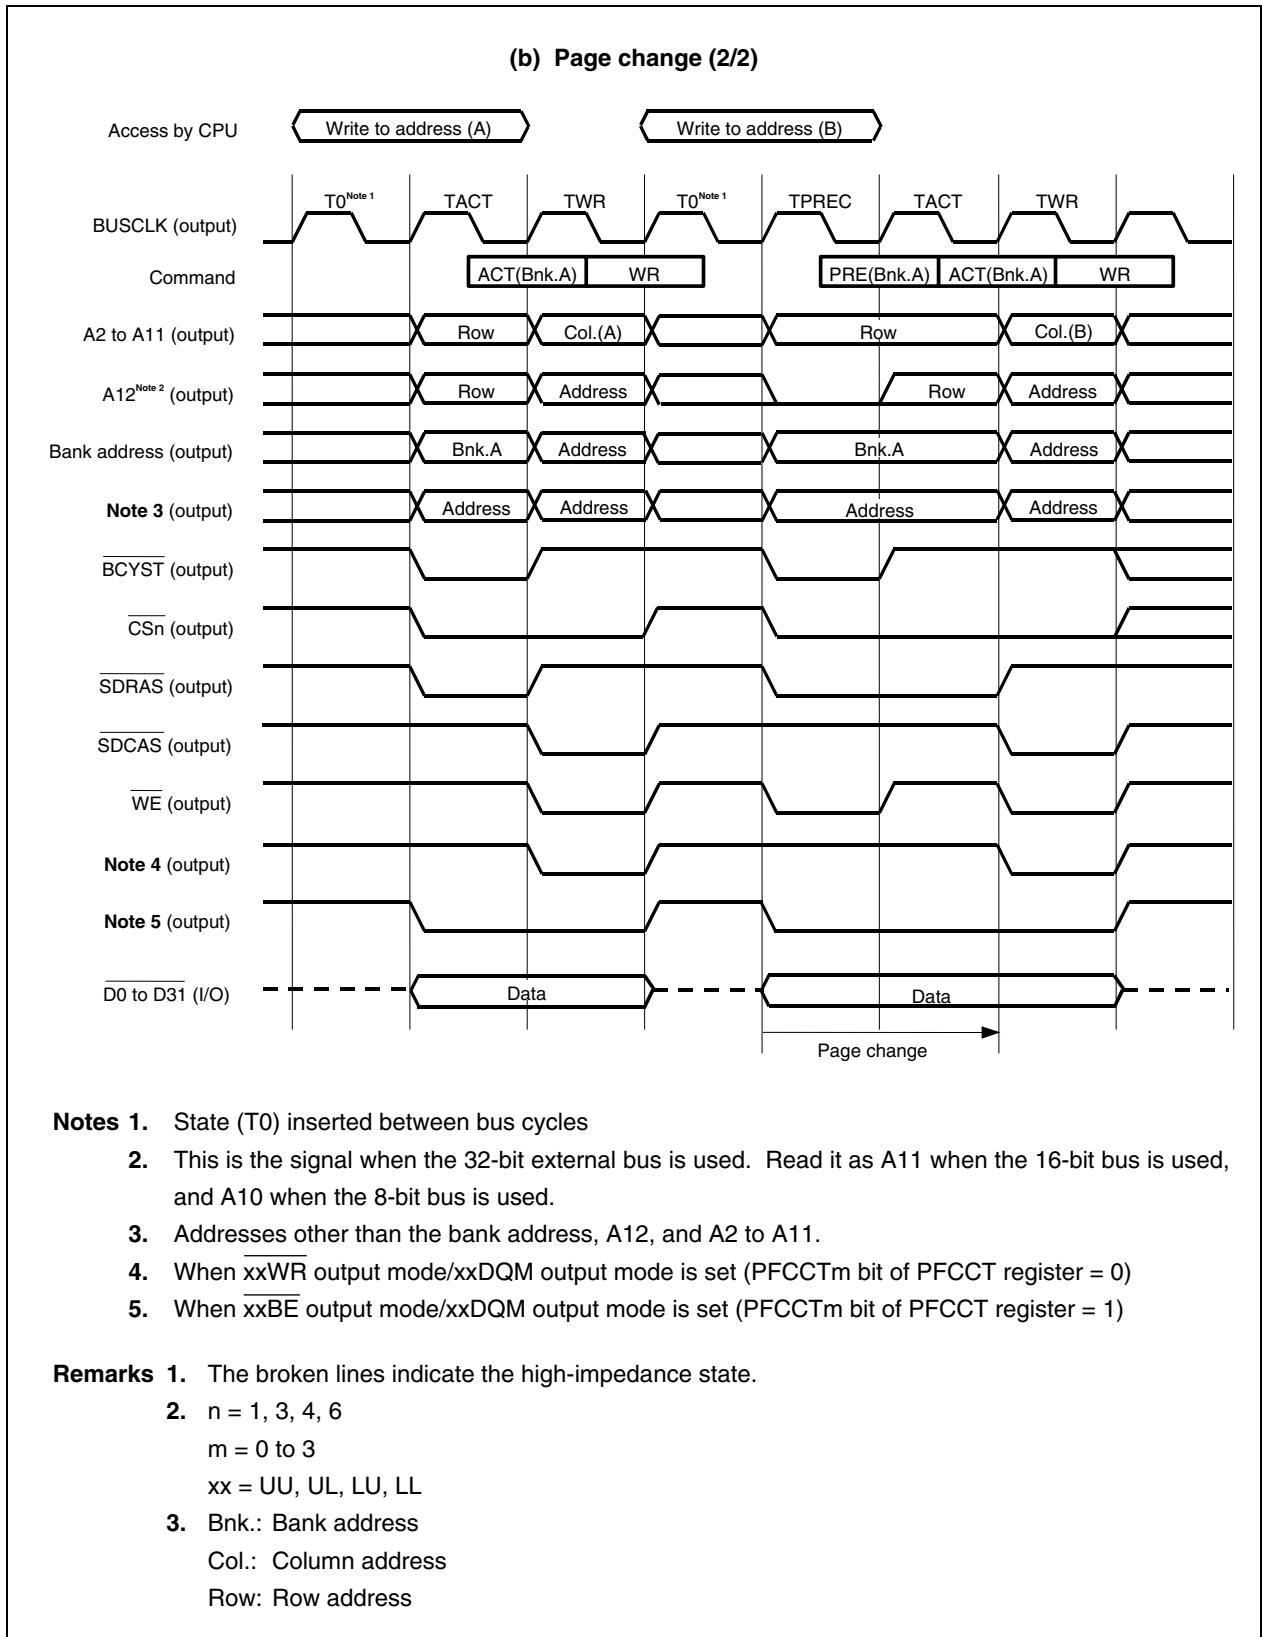 (b) Page change (2/2)
Access by CPU Write to address (A) Write to address (B)
T0Note 1 TACT TWR T0Note 1 TPREC TACT TWR
BUSCLK (output)
Command ACT(Bnk.A) WR PRE(Bnk.A) ACT(Bnk.A) WR
A2 to A11 (output) Row Col.(A) Row Col.(B)
A12Note 2 (output) Row Address Row Address
Bank address (output) Bnk.A Address Bnk.A Address
Note 3 (output) Address Address Address Address
BCYST (output)
CSn (output)
SDRAS (output)
SDCAS (output)
WE (output)
Note 4 (output)
Note 5 (output)
D0 to D31 (I/O) Data Data
Page change
Notes 1. State (T0) inserted between bus cycles
2. This is the signal when the 32-bit external bus is used. Read it as A11 when the 16-bit bus is used,
and A10 when the 8-bit bus is used.
3. Addresses other than the bank address, A12, and A2 to A11.
4. When xxWR output mode/xxDQM output mode is set (PFCCTm bit of PFCCT register = 0)
5. When xxBE output mode/xxDQM output mode is set (PFCCTm bit of PFCCT register = 1)
Remarks 1. The broken lines indicate the high-impedance state.
2. n = 1, 3, 4, 6
m = 0 to 3
xx = UU, UL, LU, LL
3. Bnk.: Bank address
Col.: Column address
Row: Row address